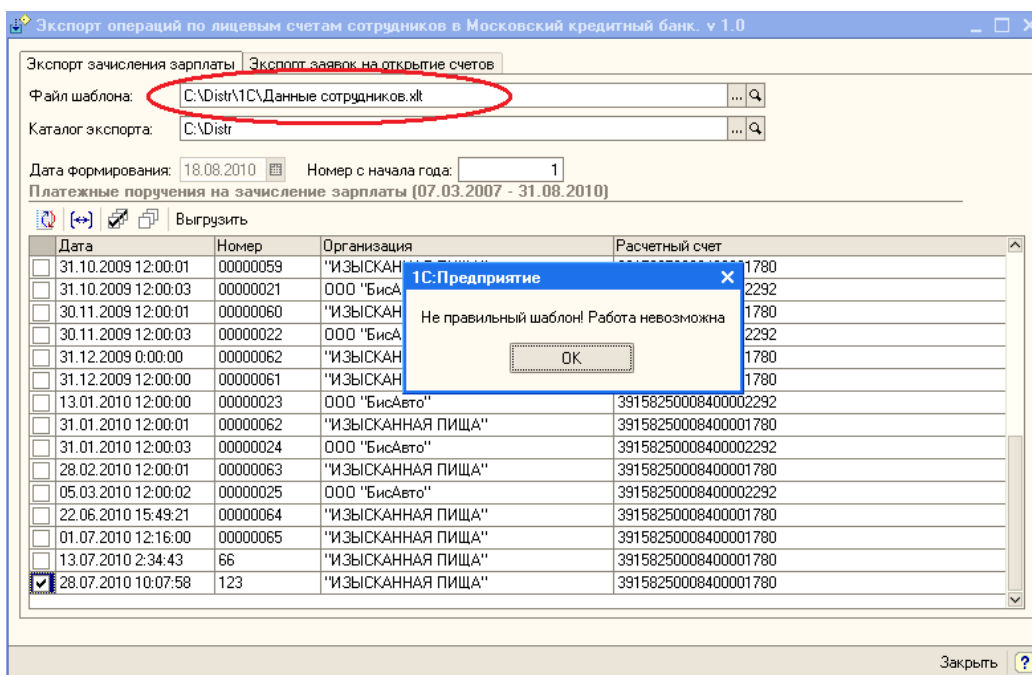 Экспорт операций по лицевым счетам сотрудников в Московский кредитный банк. v 1.0
Экспорт зачисления зарплаты Экспорт заявок на открытие счетов
Файл шаблона: C:\Distr\1C\Данные сотрудников.xlt ...
Каталог экспорта: C:\Distr ...
Дата формирования: 18.08.2010 Номер с начала года: 1
Платежные поручения на зачисление зарплаты (07.03.2007 - 31.08.2010)
Выгрузить
Дата Номер Организация Расчетный счет
31.10.2009 12:00:01 00000059 "ИЗЫСКАН 1780
31.10.2009 12:00:03 00000021 ООО "БисА 2292
30.11.2009 12:00:01 00000060 "ИЗЫСКАН 1780
30.11.2009 12:00:03 00000022 ООО "БисА 2292
31.12.2009 0:00:00 00000062 "ИЗЫСКАН 1780
31.12.2009 12:00:00 00000061 "ИЗЫСКАН 1780
1С:Предприятие
Не правильный шаблон! Работа невозможна
OK
13.01.2010 12:00:00 00000023 ООО "БисАвто" 39158250008400002292
31.01.2010 12:00:01 00000062 "ИЗЫСКАННАЯ ПИЩА" 39158250008400001780
31.01.2010 12:00:03 00000024 ООО "БисАвто" 39158250008400002292
28.02.2010 12:00:01 00000063 "ИЗЫСКАННАЯ ПИЩА" 39158250008400001780
05.03.2010 12:00:02 00000025 ООО "БисАвто" 39158250008400002292
22.06.2010 15:49:21 00000064 "ИЗЫСКАННАЯ ПИЩА" 39158250008400001780
01.07.2010 12:16:00 00000065 "ИЗЫСКАННАЯ ПИЩА" 39158250008400001780
13.07.2010 2:34:43 66 "ИЗЫСКАННАЯ ПИЩА" 39158250008400001780
28.07.2010 10:07:58 123 "ИЗЫСКАННАЯ ПИЩА" 39158250008400001780
Закрыть ?